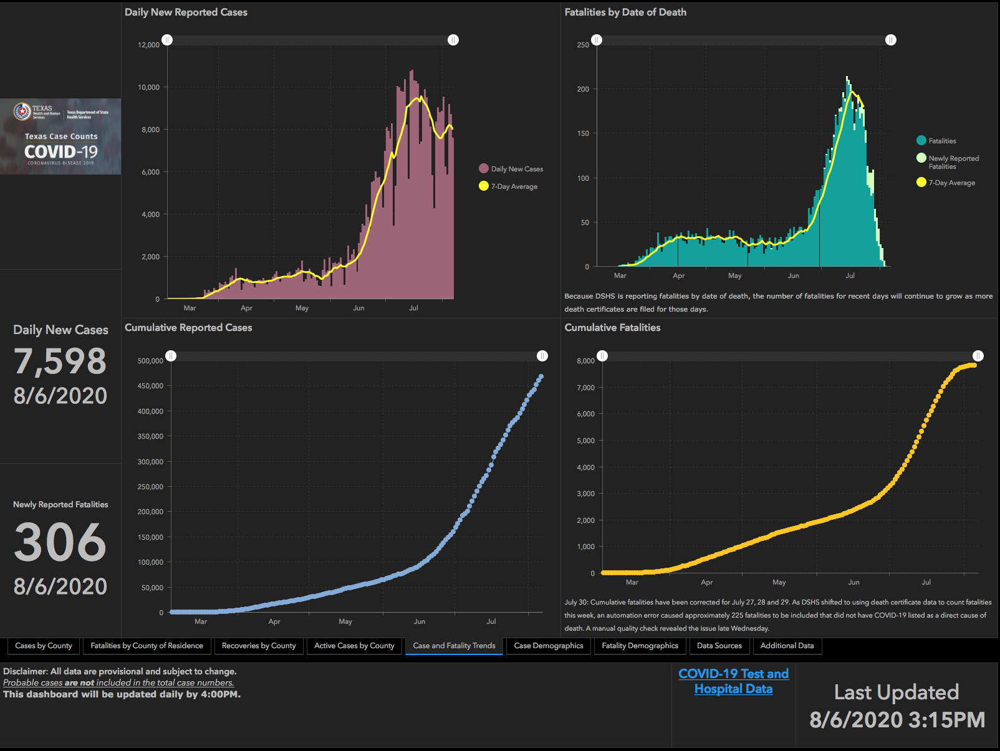 Daily New Reported Cases
12,000
10,000
8,000
6,000
4,000
2,000
0
Mar
Apr
May
Jun
Jul
Daily New Cases
7-Day Average
Fatalities by Date of Death
250
200
150
100
50
0
Mar
Apr
May
Jun
Jul
Fatalities
Newly Reported
Fatalities
7-Day Average
Because DSHS is reporting fatalities by date of death, the number of fatalities for recent days will continue to grow as more
death certificates are filed for those days.
TEXAS
Health and Human
Services
Texas Department of State
Health Services
Texas Case Counts
COVID-19
CORONAVIRUS DISEASE 2019
Daily New Cases
7,598
8/6/2020
Newly Reported Fatalities
306
8/6/2020
Cumulative Reported Cases
500,000
450,000
400,000
350,000
300,000
250,000
200,000
150,000
100,000
50,000
0
Mar
Apr
May
Jun
Jul
Cumulative Fatalities
8,000
7,000
6,000
5,000
4,000
3,000
2,000
1,000
0
Mar
Apr
May
Jun
Jul
July 30: Cumulative fatalities have been corrected for July 27, 28 and 29. As DSHS shifted to using death certificate data to count fatalities
this week, an automation error caused approximately 225 fatalities to be included that did not have COVID-19 listed as a direct cause of
death. A manual quality check revealed the issue late Wednesday.
Cases by County
Fatalities by County of Residence
Recoveries by County
Active Cases by County
Case and Fatality Trends
Case Demographics
Fatality Demographics
Data Sources
Additional Data
Disclaimer: All data are provisional and subject to change.
Probable cases are not included in the total case numbers.
This dashboard will be updated daily by 4:00PM.
COVID-19 Test and
Hospital Data
Last Updated
8/6/2020 3:15PM